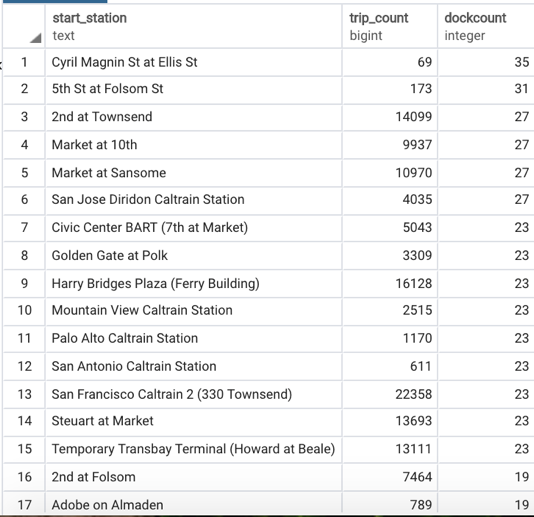 start_station trip_count dockcount
text bigint integer
1 Cyril Magnin St at Ellis St 69 35
2 5th St at Folsom St 173 31
3 2nd at Townsend 14099 27
4 Market at 10th 9937 27
5 Market at Sansome 10970 27
6 San Jose Diridon Caltrain Station 4035 27
7 Civic Center BART (7th at Market) 5043 23
8 Golden Gate at Polk 3309 23
9 Harry Bridges Plaza (Ferry Building) 16128 23
10 Mountain View Caltrain Station 2515 23
11 Palo Alto Caltrain Station 1170 23
12 San Antonio Caltrain Station 611 23
13 San Francisco Caltrain 2 (330 Townsend) 22358 23
14 Steuart at Market 13693 23
15 Temporary Transbay Terminal (Howard at Beale) 13111 23
16 2nd at Folsom 7464 19
17 Adobe on Almaden 789 19